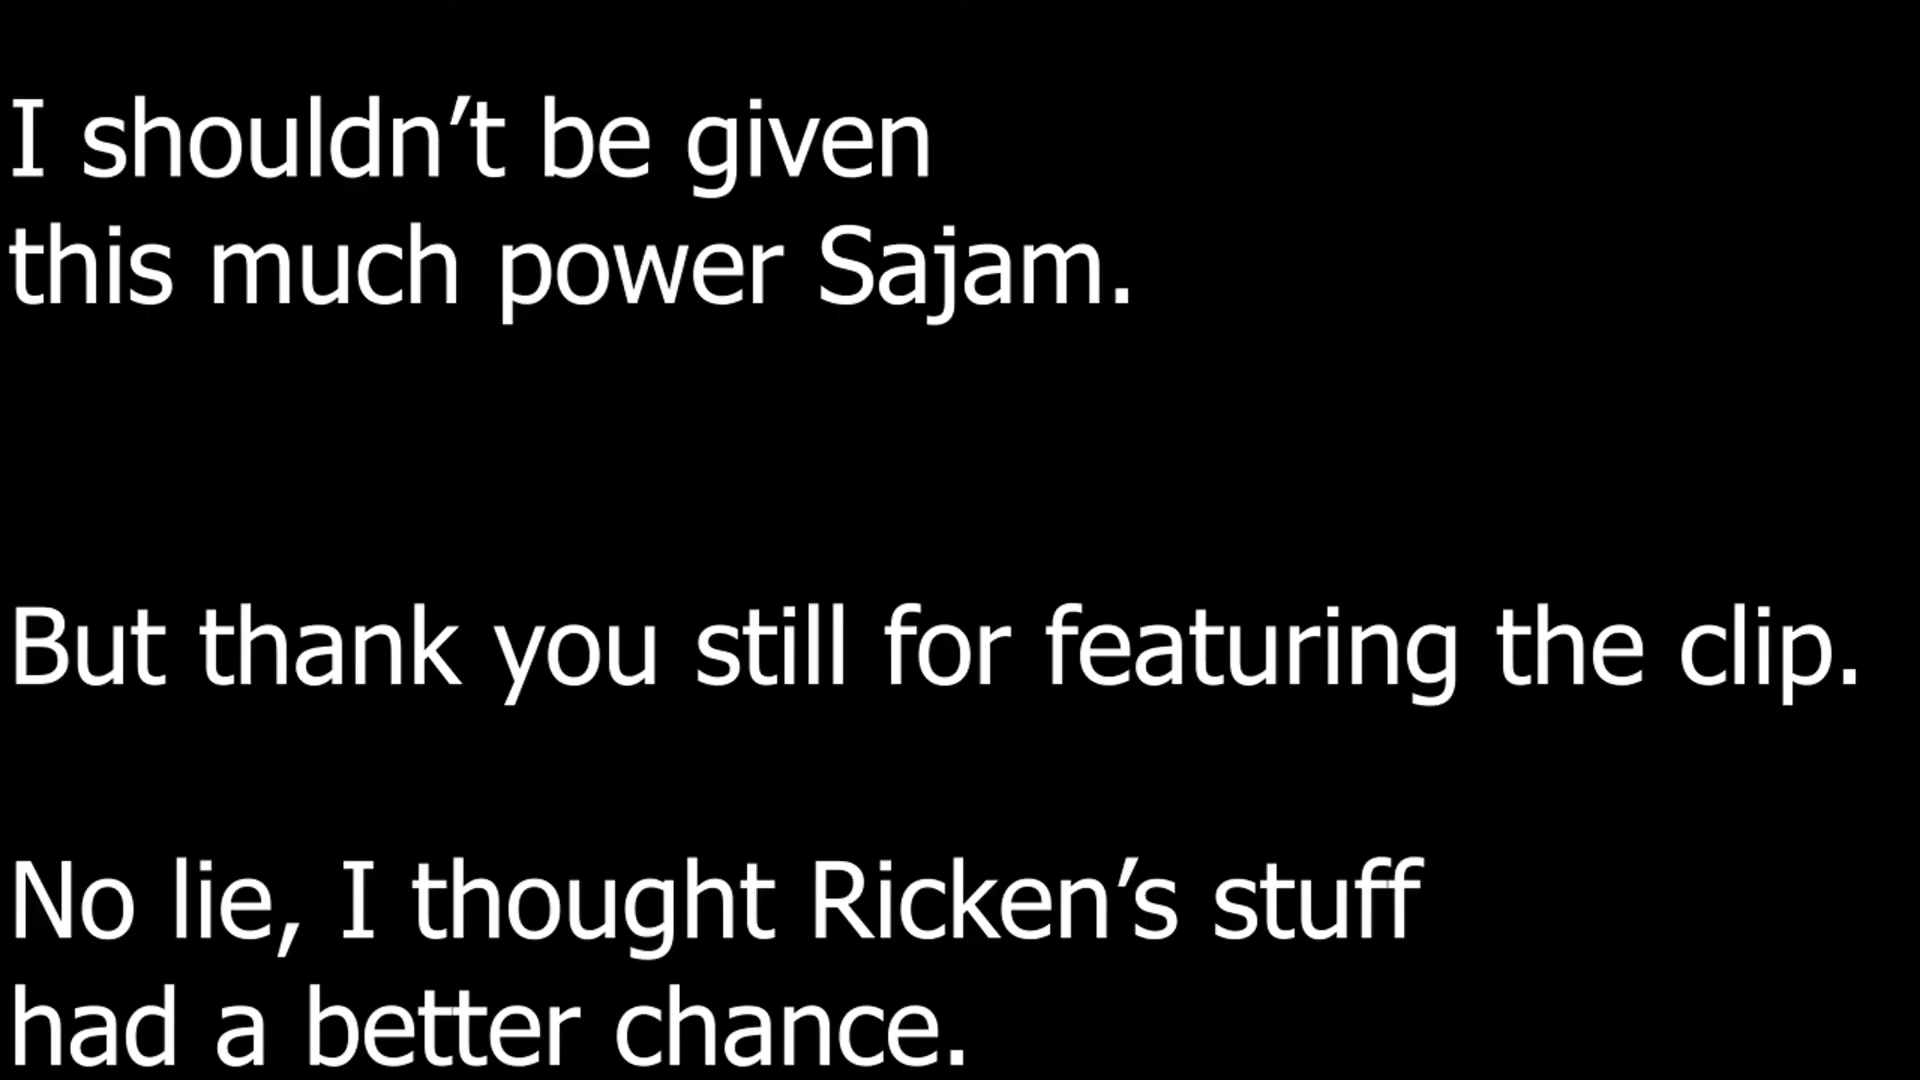 I shouldn’t be given
this much power Sajam.
But thank you still for featuring the clip.
No lie, I thought Ricken’s stuff
had a better chance.